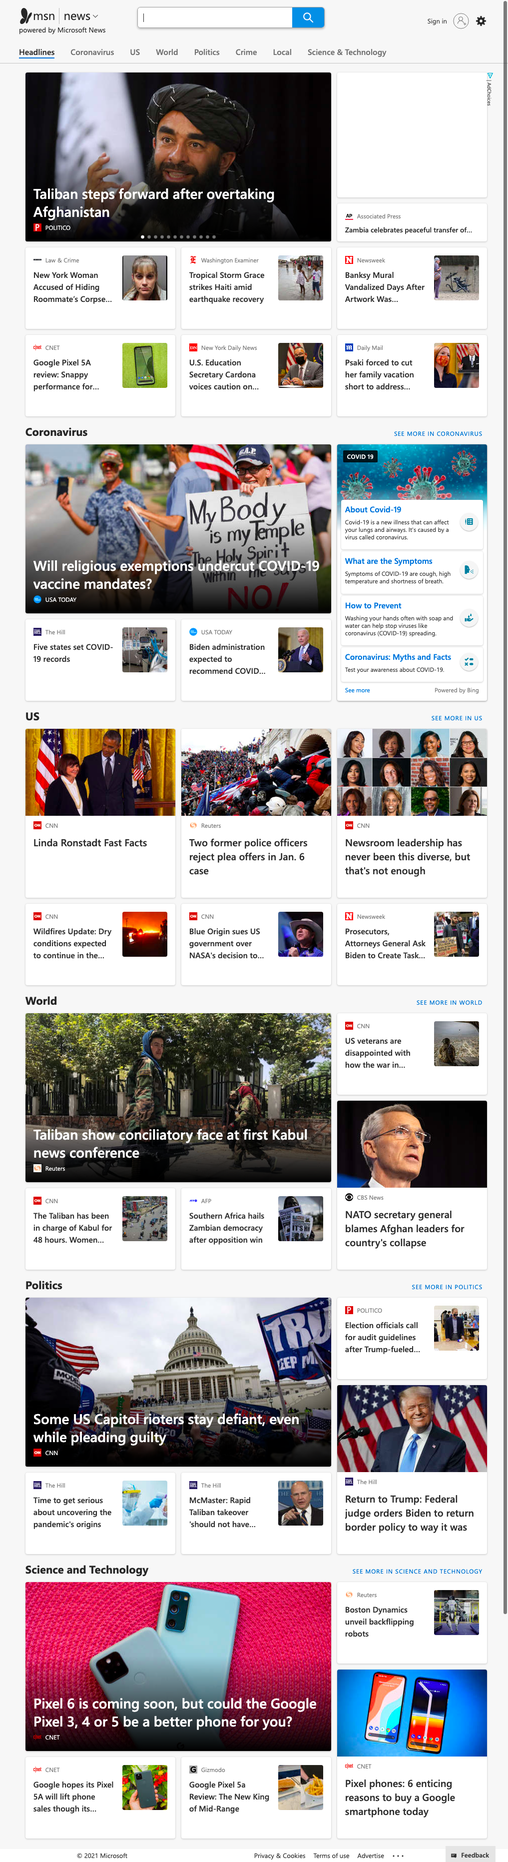 msn news
powered by Microsoft News
Sign in
Headlines Coronavirus US World Politics Crime Local Science & Technology
AdChoices
Taliban steps forward after overtaking
Afghanistan
POLITICO
Associated Press
Zambia celebrates peaceful transfer of...
Law & Crime
New York Woman
Accused of Hiding
Roommate's Corpse...
Washington Examiner
Tropical Storm Grace
strikes Haiti amid
earthquake recovery
Newsweek
Banksy Mural
Vandalized Days After
Artwork Was...
CNET
Google Pixel 5A
review: Snappy
performance for...
New York Daily News
U.S. Education
Secretary Cardona
voices caution on...
Daily Mail
Psaki forced to cut
her family vacation
short to address...
Coronavirus
SEE MORE IN CORONAVIRUS
My Body
is my Temple
The Holy Spirit
Within me Say
NO!
Will religious exemptions undercut COVID-19
vaccine mandates?
USA TODAY
COVID 19
About Covid-19
Covid-19 is a new illness that can affect
your lungs and airways. It's caused by a
virus called coronavirus.
What are the Symptoms
Symptoms of COVID-19 are cough, high
temperature and shortness of breath.
How to Prevent
Washing your hands often with soap and
water can help stop viruses like
coronavirus (COVID-19) spreading.
Coronavirus: Myths and Facts
Test your awareness about COVID-19.
See more
Powered by Bing
The Hill
Five states set COVID-
19 records
USA TODAY
Biden administration
expected to
recommend COVID...
US
SEE MORE IN US
CNN
Linda Ronstadt Fast Facts
Reuters
Two former police officers
reject plea offers in Jan. 6
case
CNN
Newsroom leadership has
never been this diverse, but
that's not enough
CNN
Wildfires Update: Dry
conditions expected
to continue in the...
CNN
Blue Origin sues US
government over
NASA's decision to...
Newsweek
Prosecutors,
Attorneys General Ask
Biden to Create Task...
World
SEE MORE IN WORLD
Taliban show conciliatory face at first Kabul
news conference
Reuters
CNN
US veterans are
disappointed with
how the war in...
CBS News
NATO secretary general
blames Afghan leaders for
country's collapse
CNN
The Taliban has been
in charge of Kabul for
48 hours. Women...
AFP
Southern Africa hails
Zambian democracy
after opposition win
Politics
SEE MORE IN POLITICS
Some US Capitol rioters stay defiant, even
while pleading guilty
CNN
POLITICO
Election officials call
for audit guidelines
after Trump-fueled...
The Hill
Return to Trump: Federal
judge orders Biden to return
border policy to way it was
The Hill
Time to get serious
about uncovering the
pandemic's origins
The Hill
McMaster: Rapid
Taliban takeover
'should not have...
Science and Technology
SEE MORE IN SCIENCE AND TECHNOLOGY
Pixel 6 is coming soon, but could the Google
Pixel 3, 4 or 5 be a better phone for you?
CNET
Reuters
Boston Dynamics
unveil backflipping
robots
CNET
Pixel phones: 6 enticing
reasons to buy a Google
smartphone today
CNET
Google hopes its Pixel
5A will lift phone
sales though its...
Gizmodo
Google Pixel 5a
Review: The New King
of Mid-Range
© 2021 Microsoft
Privacy & Cookies Terms of use Advertise
Feedback